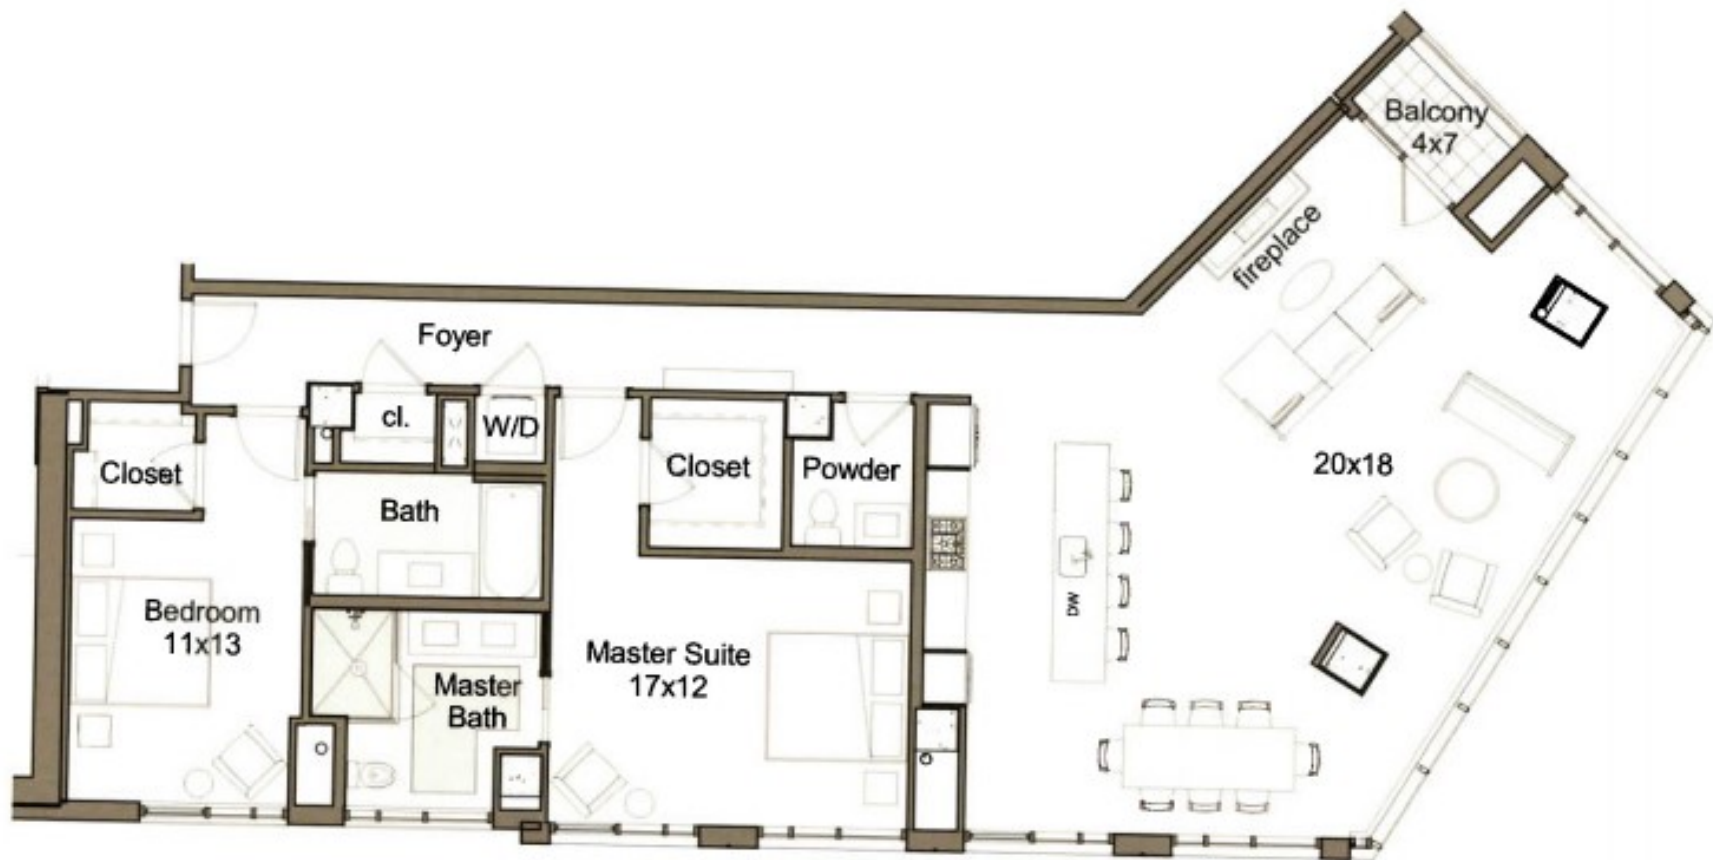 Balcony
4x7
fireplace
Foyer
cl.
W/D
Closet
Closet
Powder
20x18
Bath
DW
Bedroom
11x13
Master Suite
17x12
Master
Bath